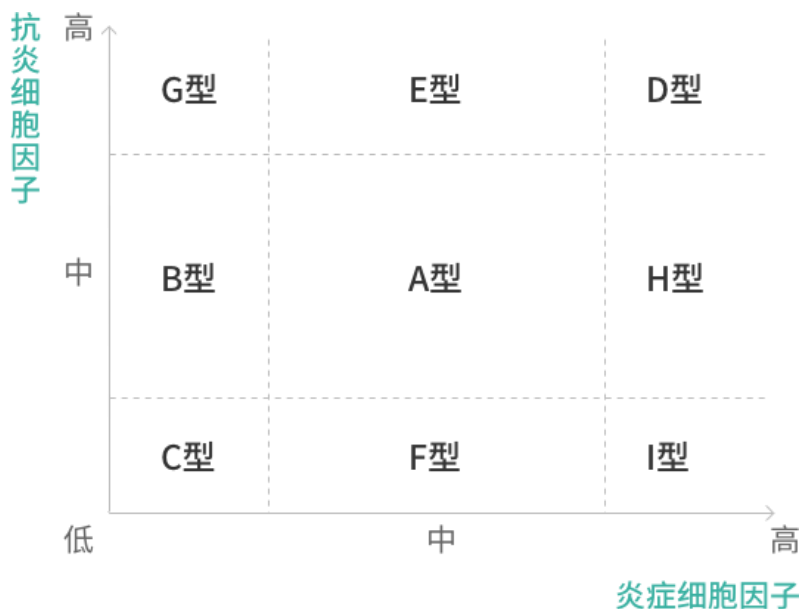 抗炎细胞因子
高
G型 E型 D型
中
B型 A型 H型
C型 F型 I型
低 中 高
炎症细胞因子